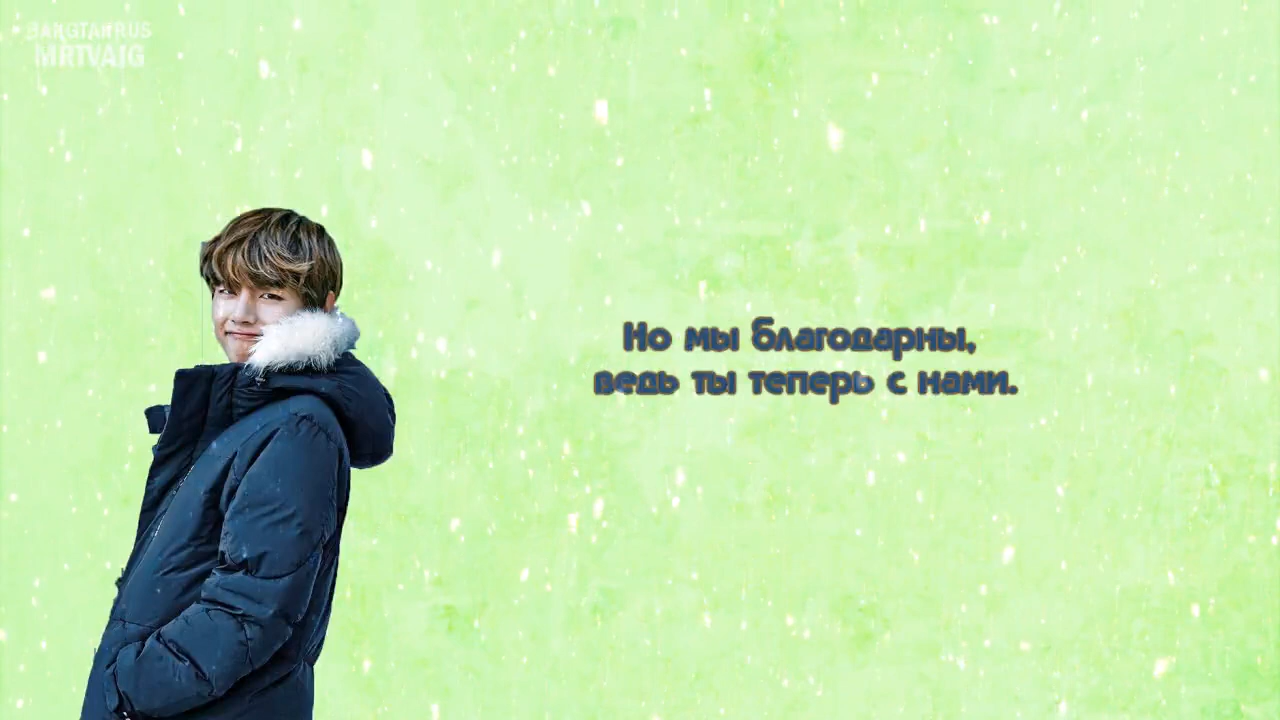 BANGTANRUS
MRTVAIG
Но мы благодарны,
ведь ты теперь с нами.